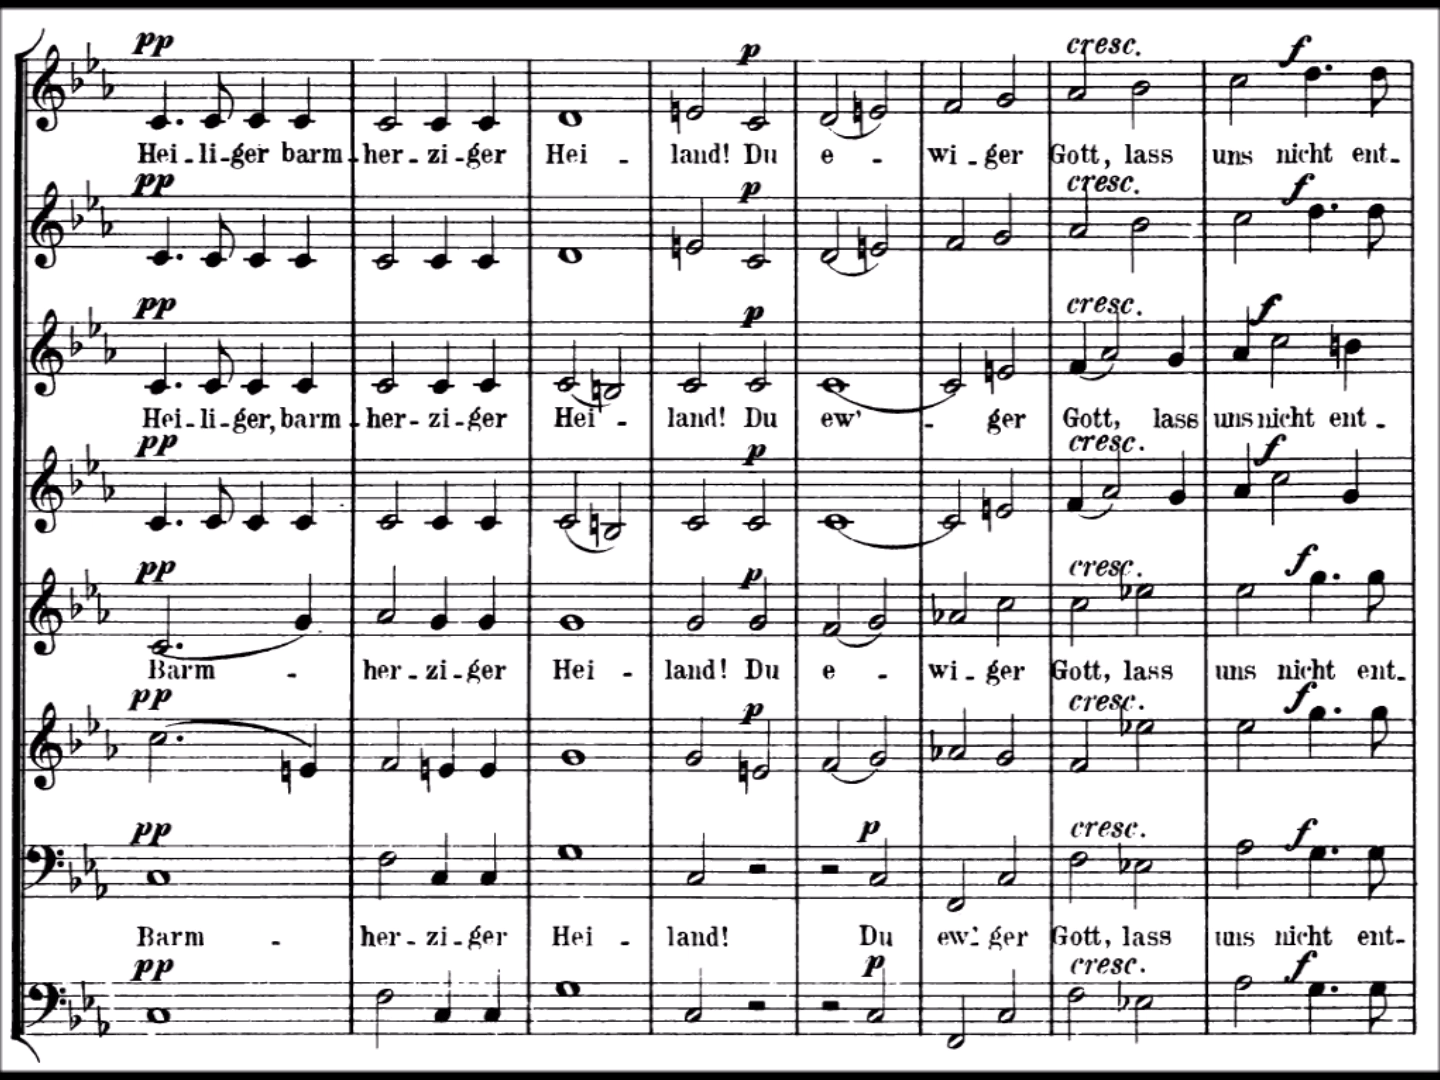 pp p cresc. f
Hei-li-ger barm-her-zi-ger Hei- land! Du e- wi-ger Gott, lass uns nicht ent-
pp p cresc. f
pp p cresc. f
Hei-li-ger, barm-her-zi-ger Hei- land! Du ew'- ger Gott, lass uns nicht ent-
pp p cresc. f
pp p cresc. f
Barm- her-zi-ger Hei- land! Du e- wi-ger Gott, lass uns nicht ent-
pp p cresc. f
pp p cresc. f
Barm- her-zi-ger Hei- land! Du ew'ger Gott, lass uns nicht ent-
pp p cresc. f